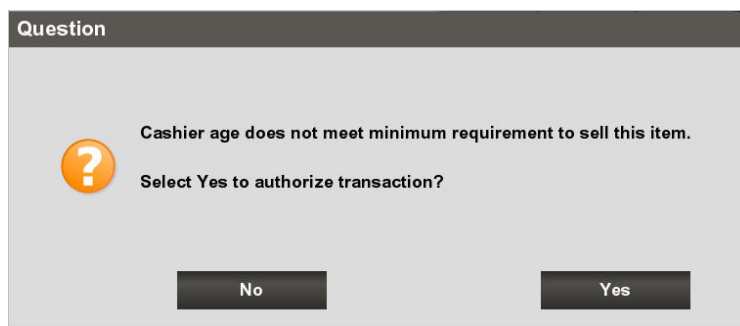 Question
Cashier age does not meet minimum requirement to sell this item.
Select Yes to authorize transaction?
No
Yes